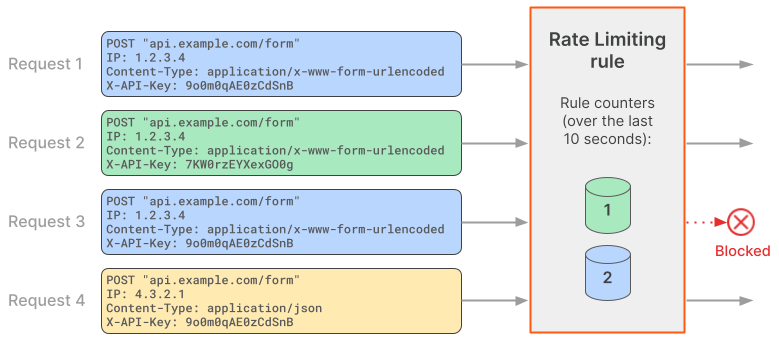 Request 1
POST "api.example.com/form"
IP: 1.2.3.4
Content-Type: application/x-www-form-urlencoded
X-API-Key: 9o0m0qAE0zCdSnB
Request 2
POST "api.example.com/form"
IP: 1.2.3.4
Content-Type: application/x-www-form-urlencoded
X-API-Key: 7KW0rzEYXexGO0g
Request 3
POST "api.example.com/form"
IP: 1.2.3.4
Content-Type: application/x-www-form-urlencoded
X-API-Key: 9o0m0qAE0zCdSnB
Request 4
POST "api.example.com/form"
IP: 4.3.2.1
Content-Type: application/json
X-API-Key: 9o0m0qAE0zCdSnB
Rate Limiting
rule
Rule counters
(over the last
10 seconds):
1
2
Blocked